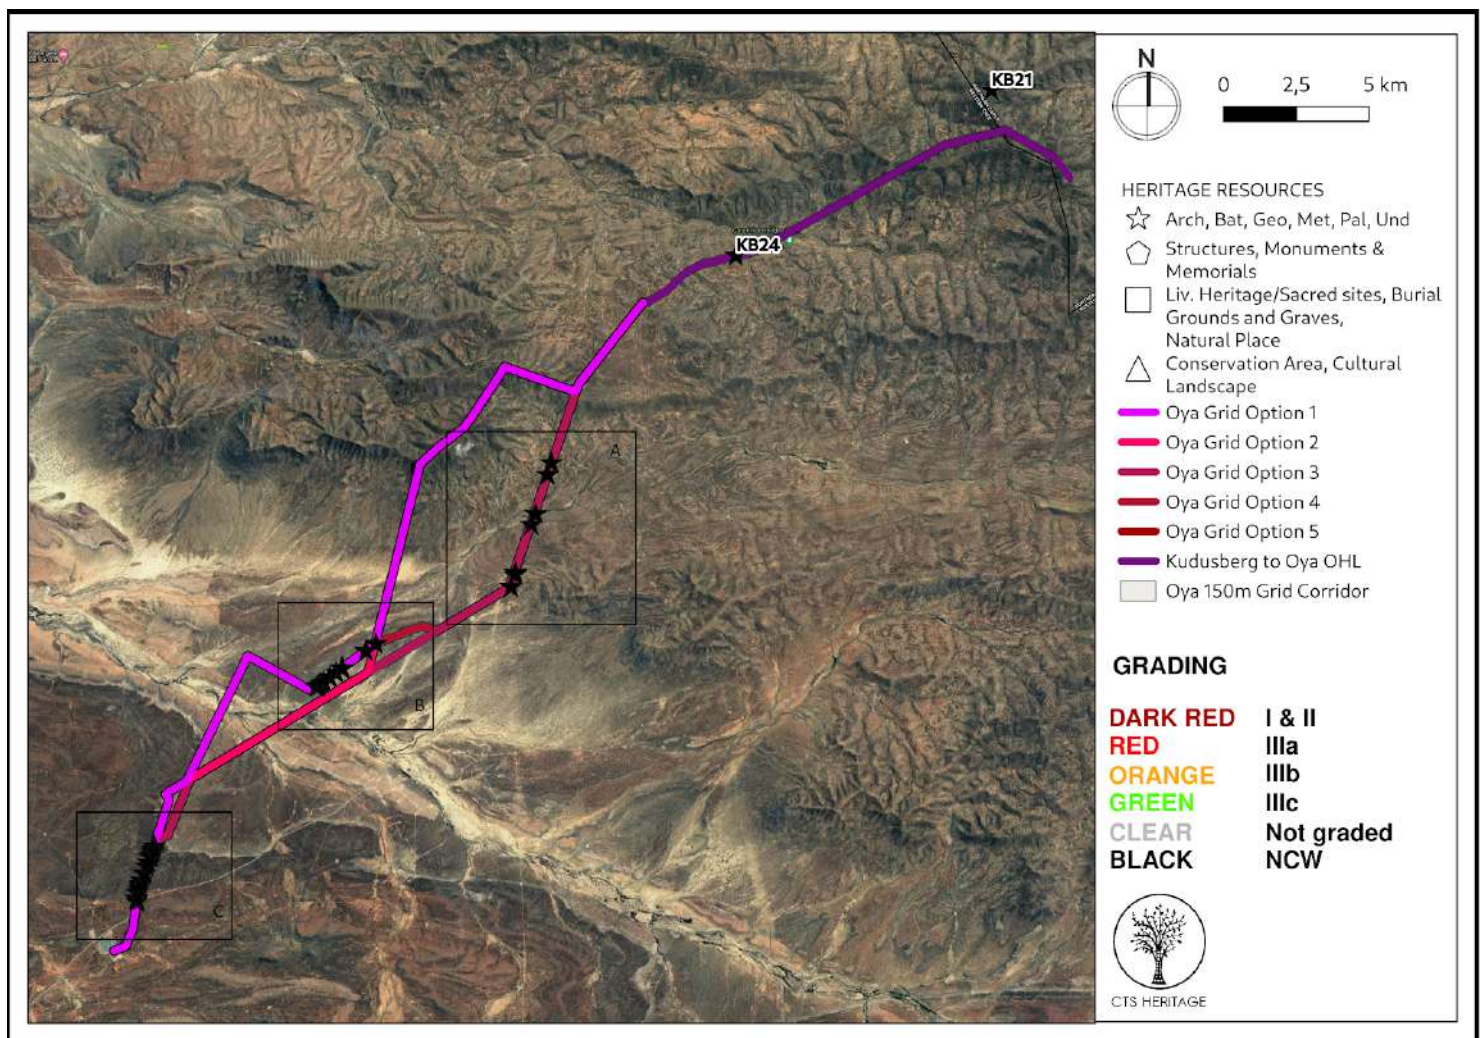 KB21
KB24
A
B
C
N
0 2,5 5 km
HERITAGE RESOURCES
Arch, Bat, Geo, Met, Pal, Und
Structures, Monuments &
Memorials
Liv. Heritage/Sacred sites, Burial
Grounds and Graves,
Natural Place
Conservation Area, Cultural
Landscape
Oya Grid Option 1
Oya Grid Option 2
Oya Grid Option 3
Oya Grid Option 4
Oya Grid Option 5
Kudusberg to Oya OHL
Oya 150m Grid Corridor
GRADING
DARK RED I & II
RED IIIa
ORANGE IIIb
GREEN IIIc
CLEAR Not graded
BLACK NCW
CTS HERITAGE